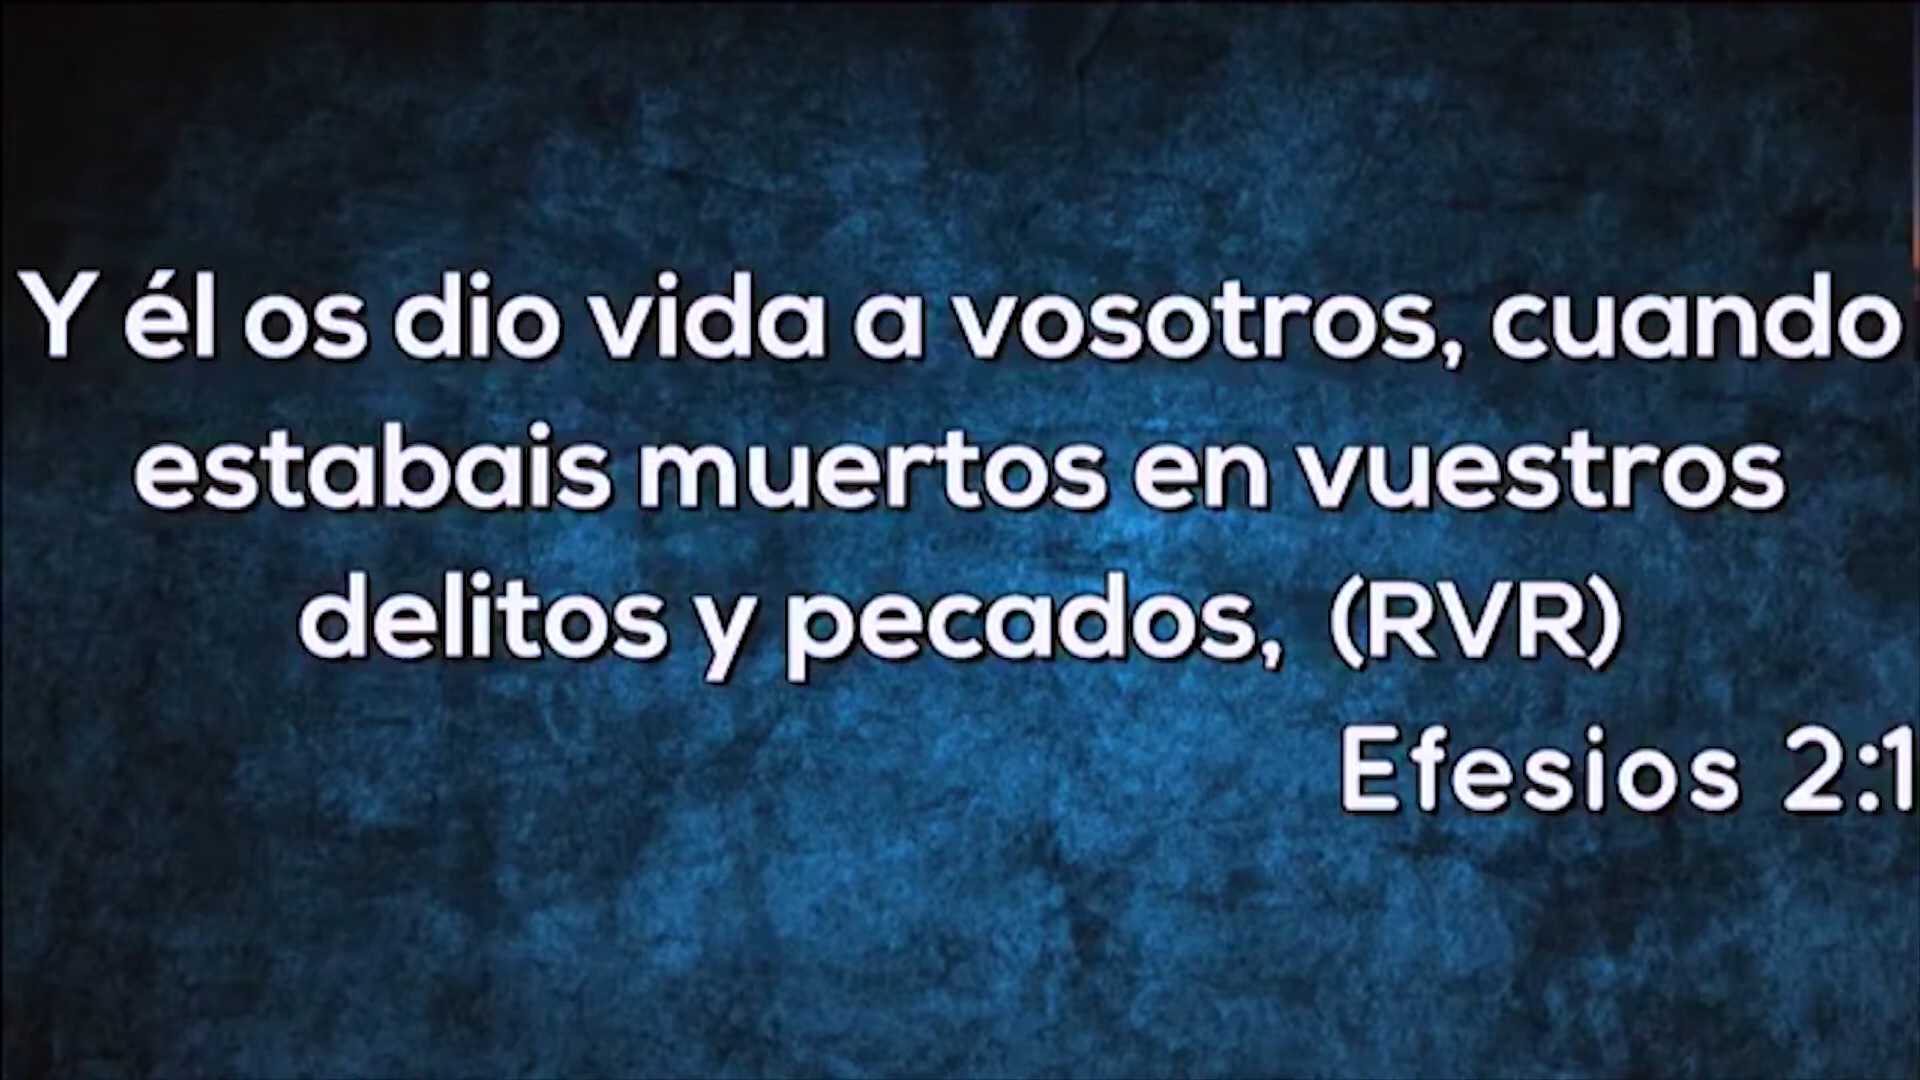 Y él os dio vida a vosotros, cuando
estabais muertos en vuestros
delitos y pecados, (RVR)
Efesios 2:1